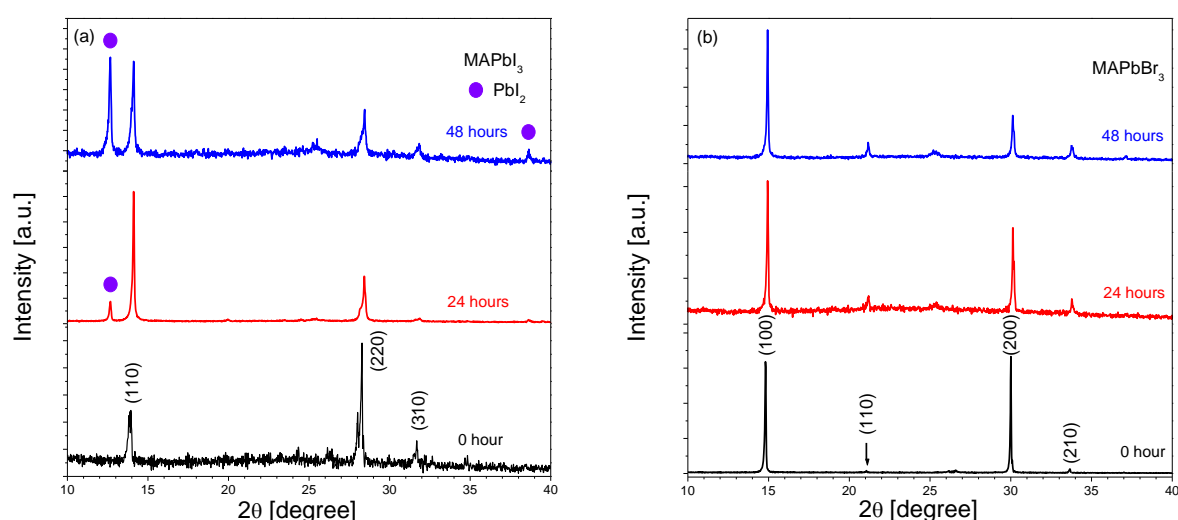 (a)
MAPbI3
PbI2
48 hours
24 hours
(220)
(110)
(310)
0 hour
Intensity [a.u.]
10 15 20 25 30 35 40
2θ [degree]
(b)
MAPbBr3
48 hours
24 hours
(100)
(200)
(110)
(210)
0 hour
Intensity [a.u.]
10 15 20 25 30 35 40
2θ [degree]